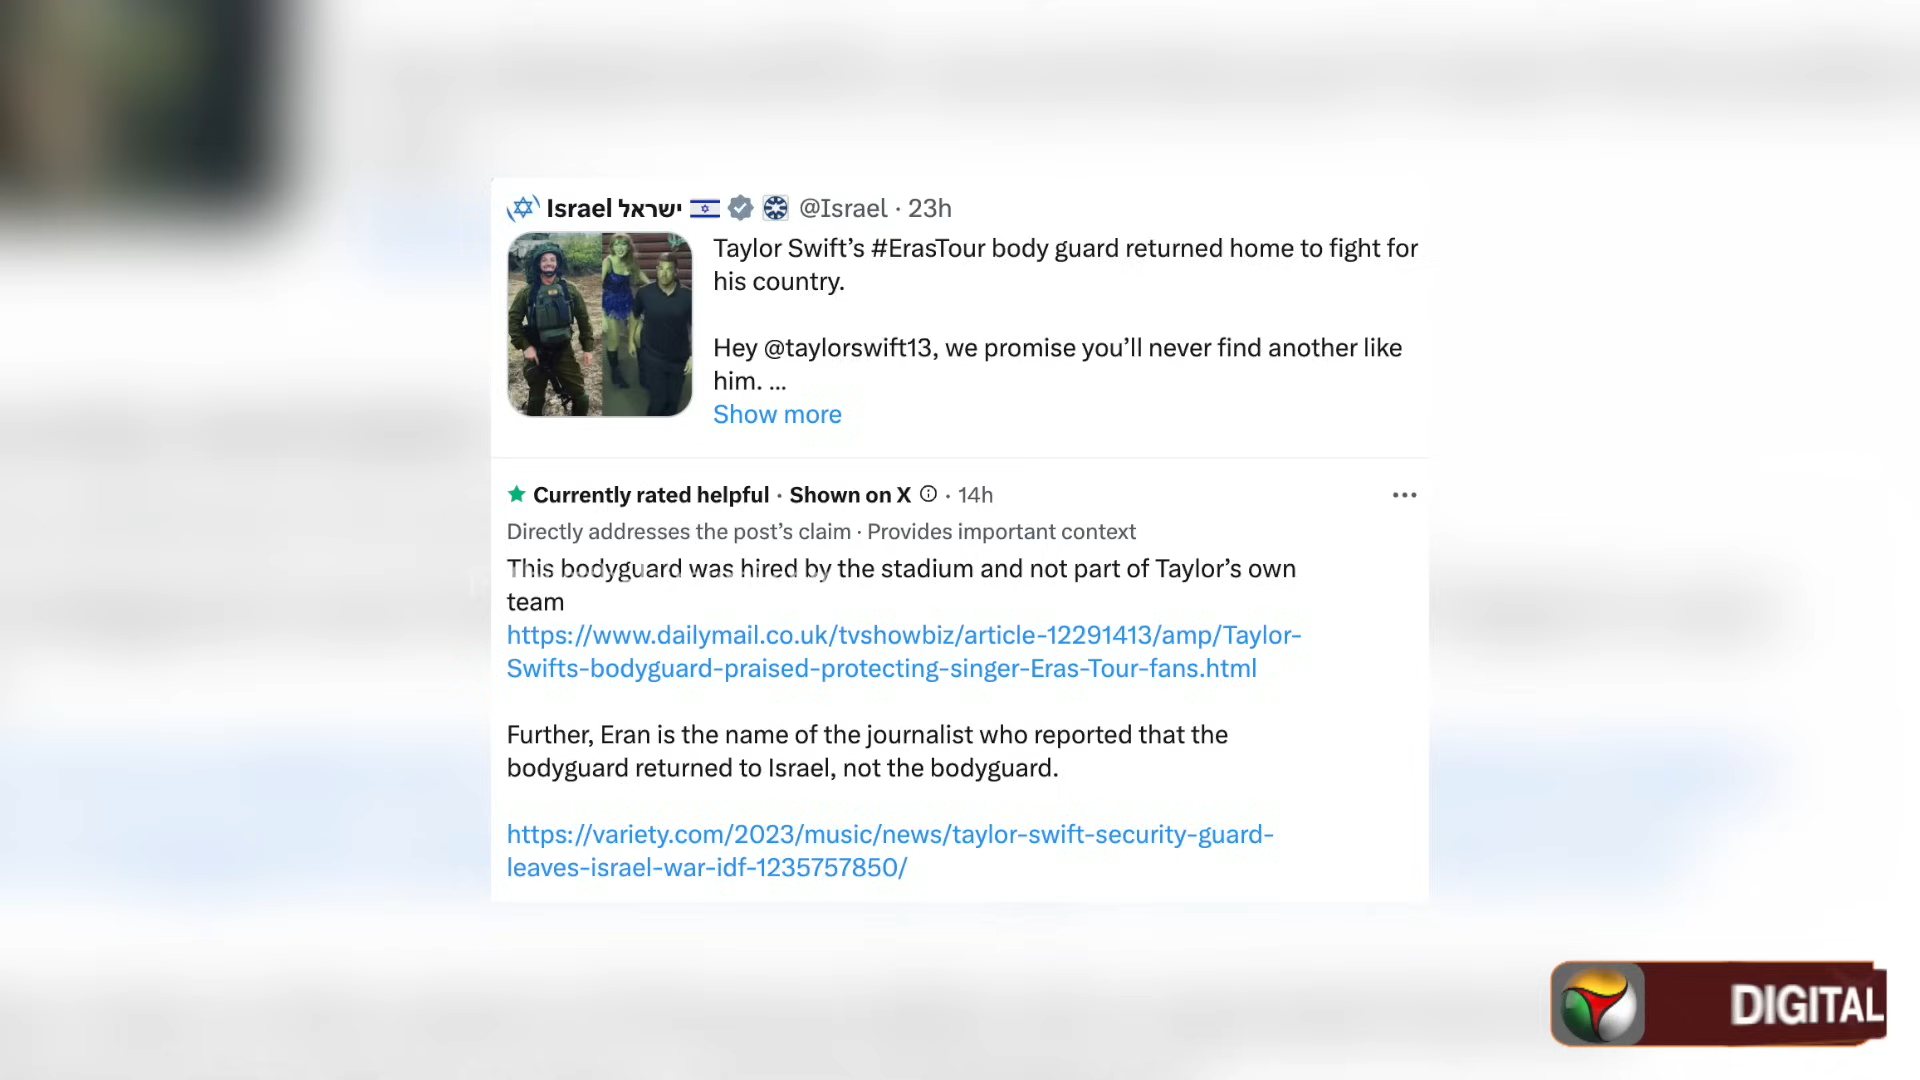 Israel ישראל @Israel · 23h
Taylor Swift’s #ErasTour body guard returned home to fight for
his country.
Hey @taylorswift13, we promise you’ll never find another like
him. ...
Show more
Currently rated helpful · Shown on X · 14h
Directly addresses the post’s claim · Provides important context
This bodyguard was hired by the stadium and not part of Taylor’s own
team
https://www.dailymail.co.uk/tvshowbiz/article-12291413/amp/Taylor-
Swifts-bodyguard-praised-protecting-singer-Eras-Tour-fans.html
Further, Eran is the name of the journalist who reported that the
bodyguard returned to Israel, not the bodyguard.
https://variety.com/2023/music/news/taylor-swift-security-guard-
leaves-israel-war-idf-1235757850/
DIGITAL